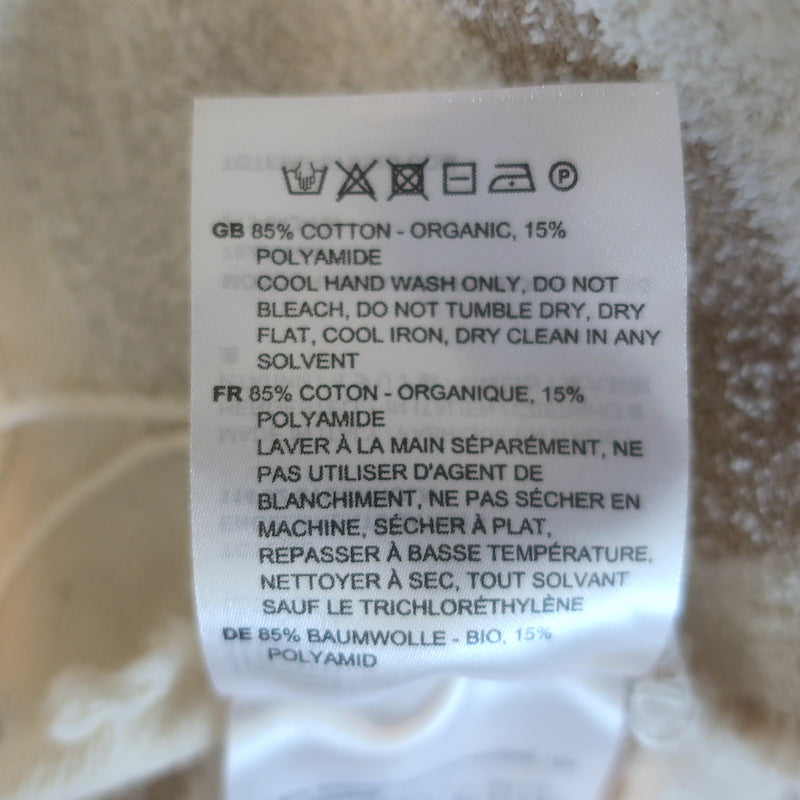 P
GB 85% COTTON - ORGANIC, 15%
POLYAMIDE
COOL HAND WASH ONLY, DO NOT
BLEACH, DO NOT TUMBLE DRY, DRY
FLAT, COOL IRON, DRY CLEAN IN ANY
SOLVENT
FR 85% COTON - ORGANIQUE, 15%
POLYAMIDE
LAVER À LA MAIN SÉPARÉMENT, NE
PAS UTILISER D'AGENT DE
BLANCHIMENT, NE PAS SÉCHER EN
MACHINE, SÉCHER À PLAT,
REPASSER À BASSE TEMPÉRATURE,
NETTOYER À SEC, TOUT SOLVANT
SAUF LE TRICHLORÉTHYLÈNE
DE 85% BAUMWOLLE - BIO, 15%
POLYAMID